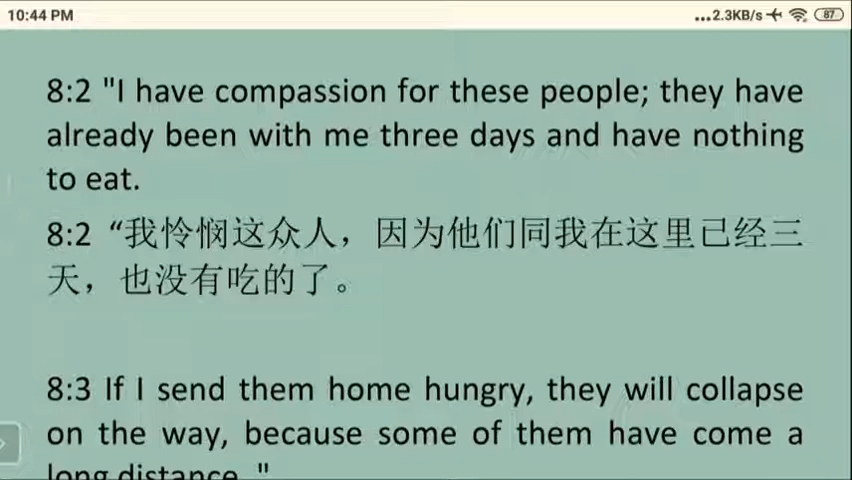 10:44 PM ...2.3KB/s 87
8:2 "I have compassion for these people; they have
already been with me three days and have nothing
to eat.
8:2 “我怜悯这众人，因为他们同我在这里已经三
天，也没有吃的了。
8:3 If I send them home hungry, they will collapse
on the way, because some of them have come a
long distance. "